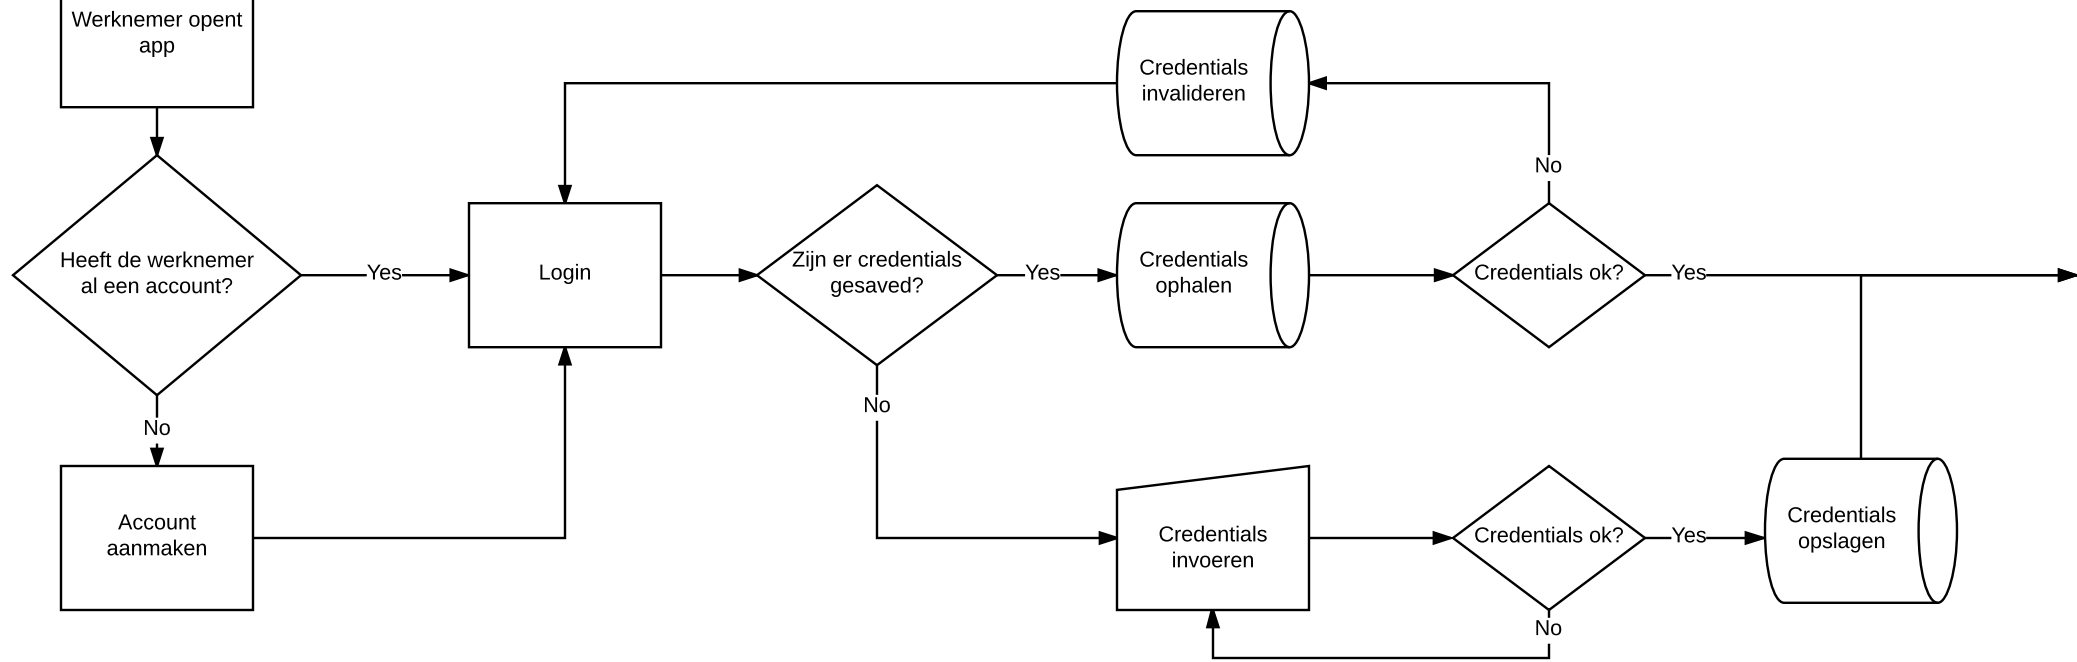 Werknemer opent
app
Credentials
invalideren
No
Heeft de werknemer
al een account?
Yes
Login
Zijn er credentials
gesaved?
Yes
Credentials
ophalen
Credentials ok?
Yes
No
No
Account
aanmaken
Credentials
invoeren
Credentials ok?
Yes
Credentials
opslagen
No